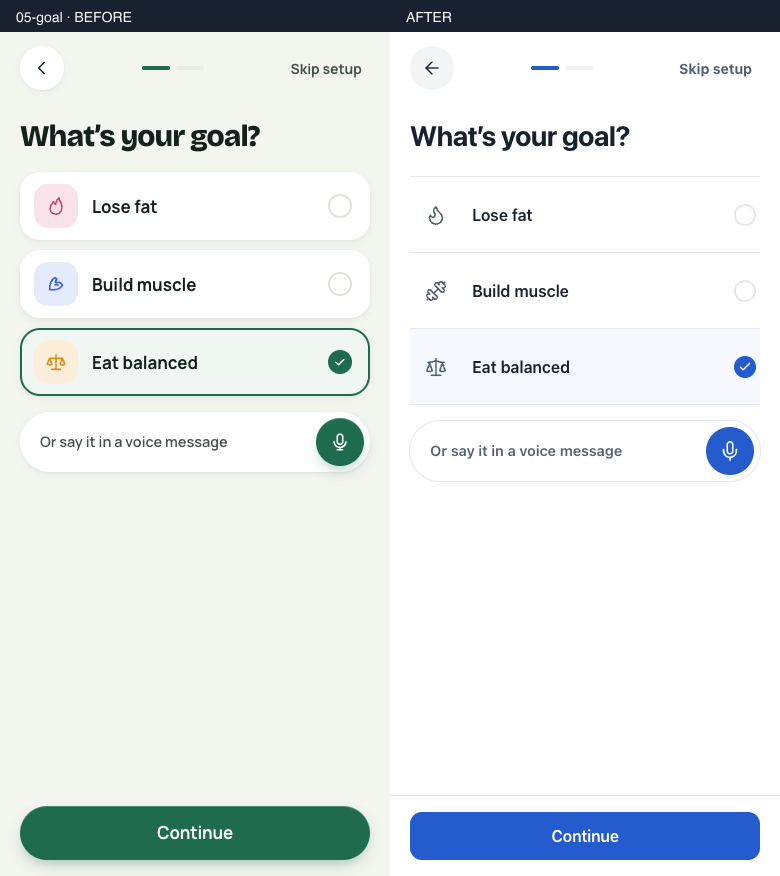 05-goal · BEFORE
Skip setup
What's your goal?
Lose fat
Build muscle
Eat balanced
Or say it in a voice message
Continue
AFTER
Skip setup
What's your goal?
Lose fat
Build muscle
Eat balanced
Or say it in a voice message
Continue